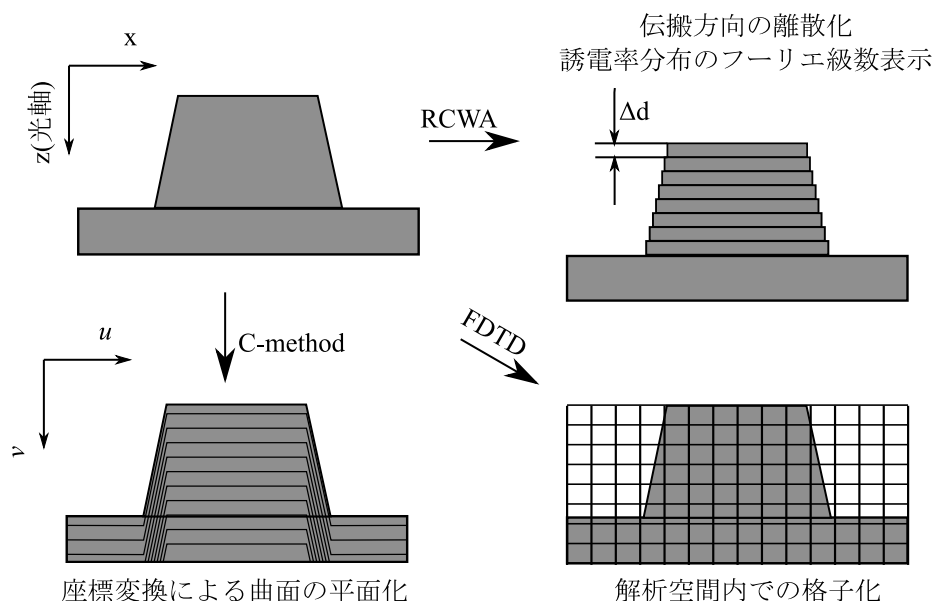 x
z(光軸)
RCWA
伝搬方向の離散化
誘電率分布のフーリエ級数表示
Δd
C-method
FDTD
u
v
座標変換による曲面の平面化
解析空間内での格子化